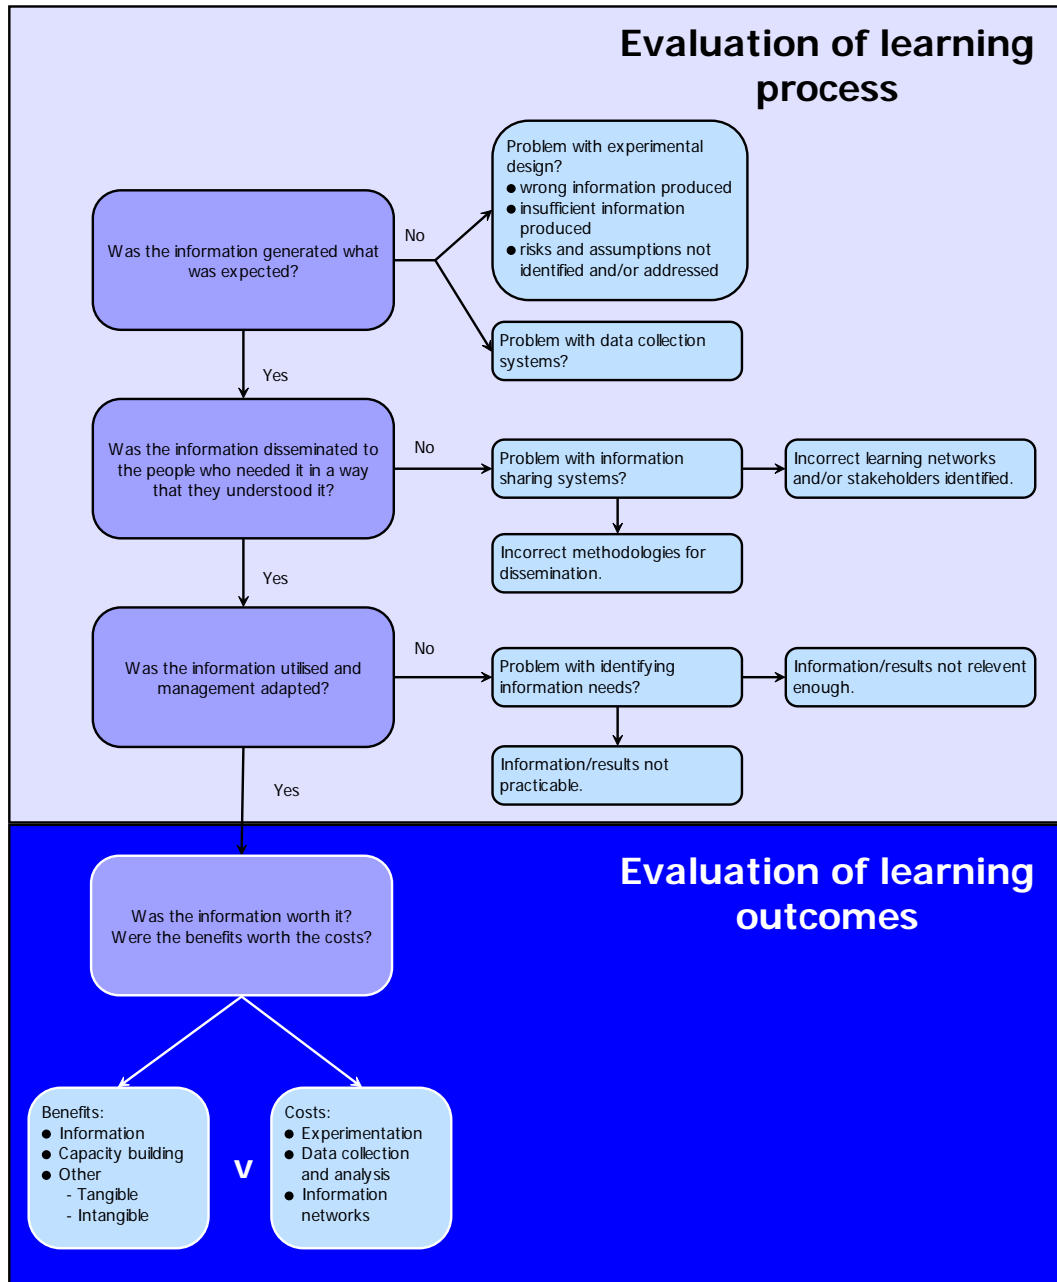 Evaluation of learning
process
Problem with experimental
design?
● wrong information produced
● insufficient information
produced
● risks and assumptions not
identified and/or addressed
No
Was the information generated what
was expected?
Problem with data collection
systems?
Yes
Was the information disseminated to
the people who needed it in a way
that they understood it?
No
Problem with information
sharing systems?
Incorrect learning networks
and/or stakeholders identified.
Incorrect methodologies for
dissemination.
Yes
Was the information utilised and
management adapted?
No
Problem with identifying
information needs?
Information/results not relevent
enough.
Information/results not
practicable.
Yes
Evaluation of learning
outcomes
Was the information worth it?
Were the benefits worth the costs?
Benefits:
● Information
● Capacity building
● Other
- Tangible
- Intangible
v
Costs:
● Experimentation
● Data collection
and analysis
● Information
networks